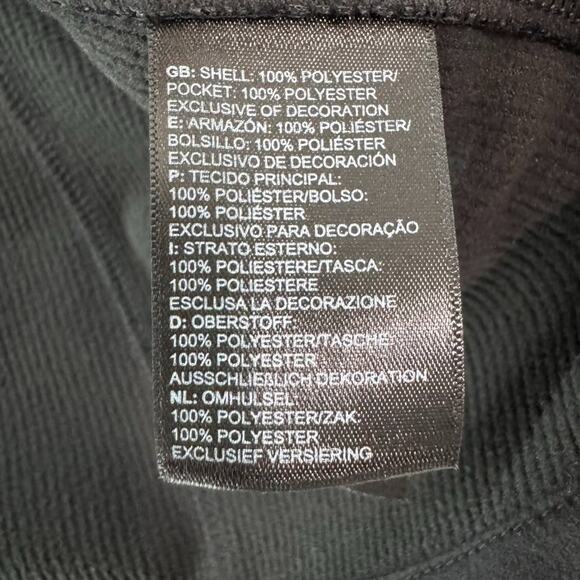 GB: SHELL: 100% POLYESTER/
POCKET: 100% POLYESTER
EXCLUSIVE OF DECORATION
E: ARMAZÓN: 100% POLIÉSTER/
BOLSILLO: 100% POLIÉSTER
EXCLUSIVO DE DECORACIÓN
P: TECIDO PRINCIPAL:
100% POLIÉSTER/BOLSO:
100% POLIÉSTER
EXCLUSIVO PARA DECORAÇÃO
I: STRATO ESTERNO:
100% POLIESTERE/TASCA:
100% POLIESTERE
ESCLUSA LA DECORAZIONE
D: OBERSTOFF:
100% POLYESTER/TASCHE:
100% POLYESTER
AUSSCHLIEßLICH DEKORATION
NL: OMHULSEL:
100% POLYESTER/ZAK:
100% POLYESTER
EXCLUSIEF VERSIERING